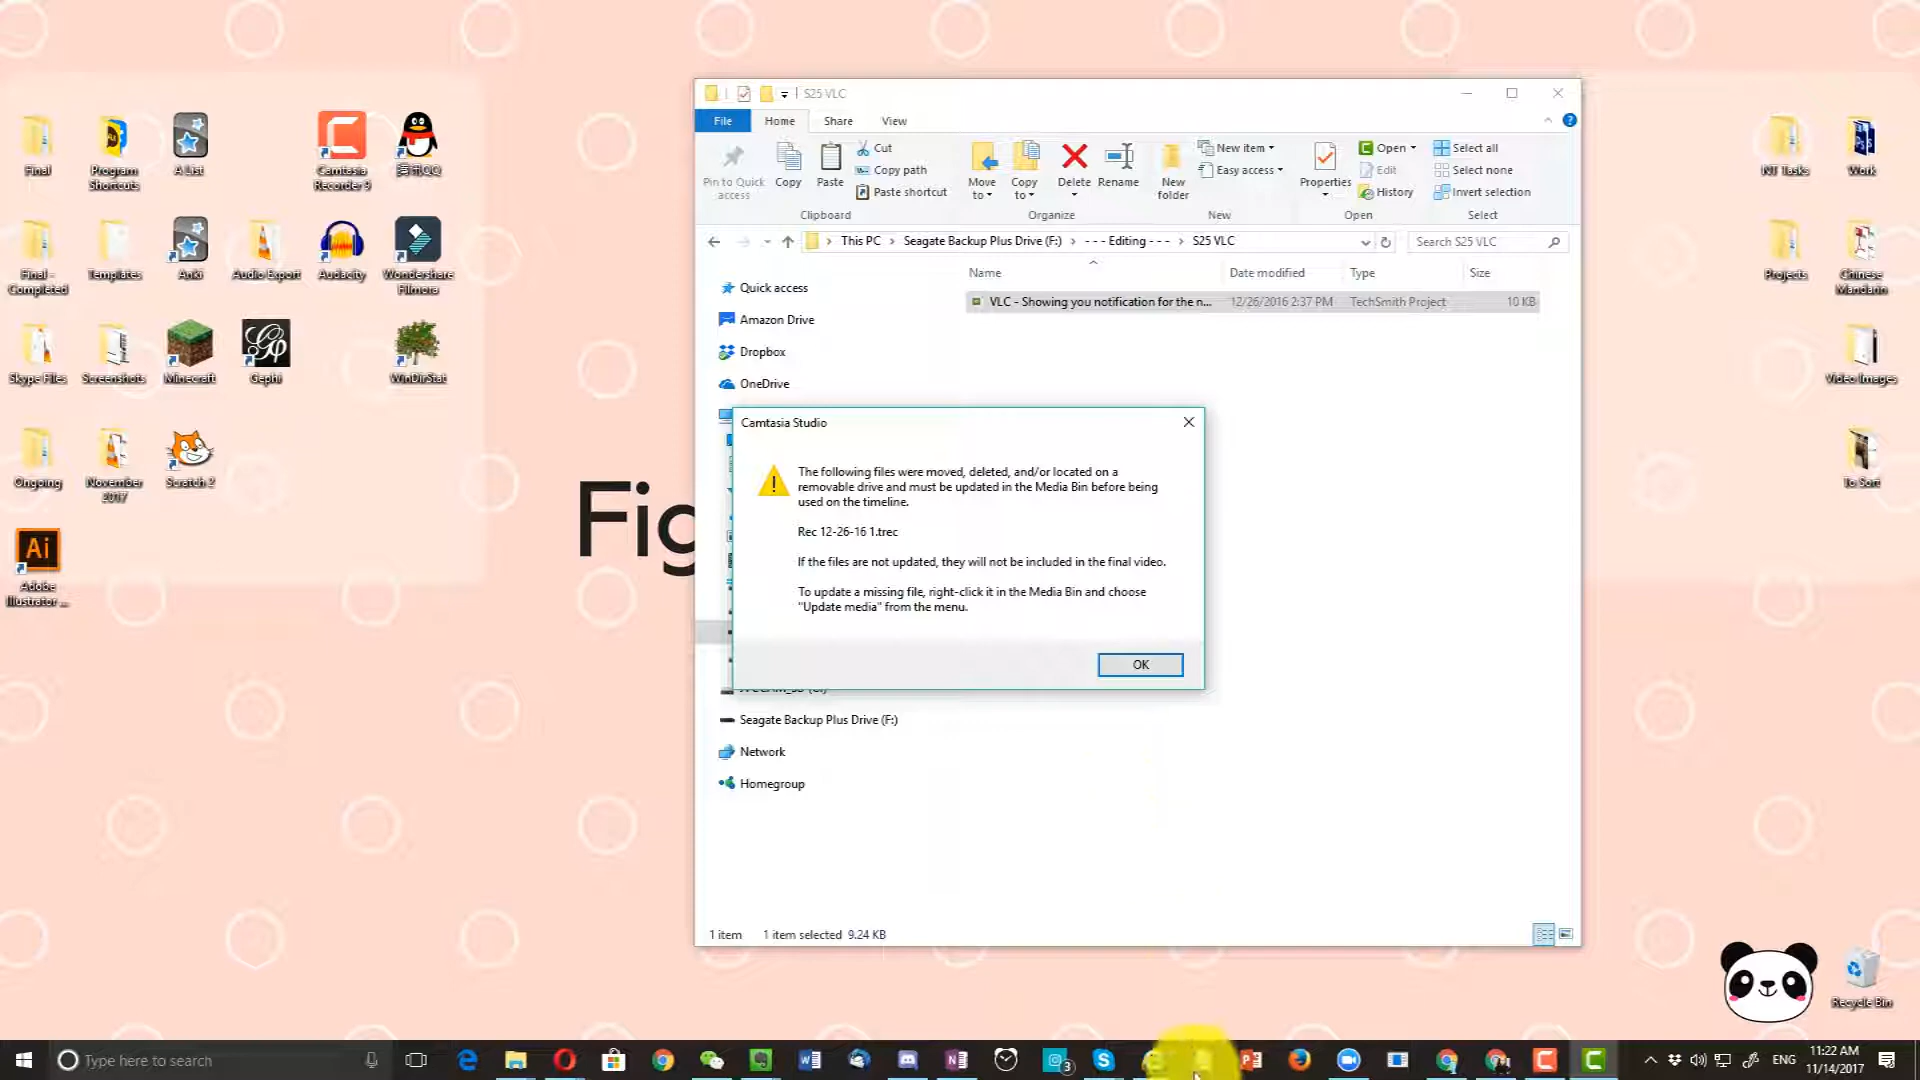 S25 VLC
File Home Share View
Pin to Quick access
Copy
Paste
Cut
Copy path
Paste shortcut
Clipboard
Move to
Copy to
Delete
Rename
Organize
New folder
New item
Easy access
New
Properties
Open
Edit
History
Open
Select all
Select none
Invert selection
Select
This PC > Seagate Backup Plus Drive (F:) > - - - Editing - - - > S25 VLC
Search S25 VLC
Name Date modified Type Size
VLC - Showing you notification for the n... 12/26/2016 2:37 PM TechSmith Project 10 KB
Quick access
Amazon Drive
Dropbox
OneDrive
Camtasia Studio
The following files were moved, deleted, and/or located on a
removable drive and must be updated in the Media Bin before being
used on the timeline.
Rec 12-26-16 1.trec
If the files are not updated, they will not be included in the final video.
To update a missing file, right-click it in the Media Bin and choose
"Update media" from the menu.
OK
Seagate Backup Plus Drive (F:)
Network
Homegroup
1 item 1 item selected 9.24 KB
Fig
Final
Program Shortcuts
A List
Camtasia Recorder 9
腾讯QQ
Final - Completed
Templates
Anki
Audio Export
Audacity
Wondershare Filmora
Skype Files
Screenshots
Minecraft
Gephi
WinDirStat
Ongoing
November 2017
Scratch 2
Ai
Adobe Illustrator ...
NT Tasks
Work
Projects
Chinese Mandarin
Video Images
To Sort
Recycle Bin
Type here to search
3
ENG
11:22 AM
11/14/2017